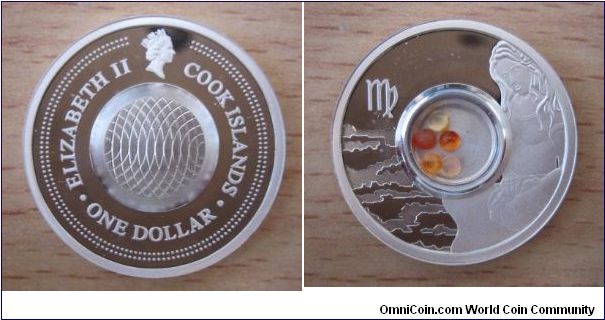 ELIZABETH II
COOK ISLANDS
• ONE DOLLAR •
♍
OmniCoin.com World Coin Community